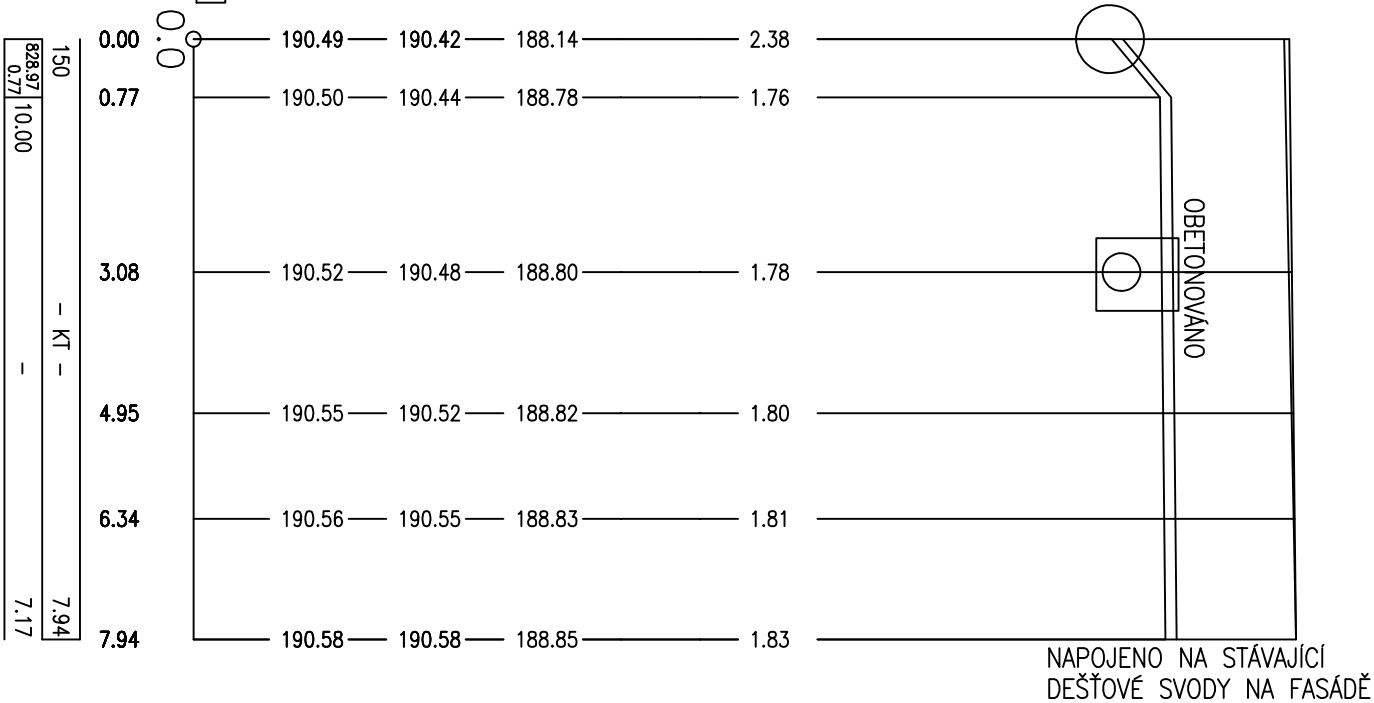 0.0
0.00 190.49 190.42 188.14 2.38
0.77 190.50 190.44 188.78 1.76
3.08 190.52 190.48 188.80 1.78
4.95 190.55 190.52 188.82 1.80
6.34 190.56 190.55 188.83 1.81
7.94 190.58 190.58 188.85 1.83
150 - KT - 7.94
828.97
0.77
10.00 - 7.17
OBETONOVÁNO
NAPOJENO NA STÁVAJÍCÍ
DEŠŤOVÉ SVODY NA FASÁDĚ